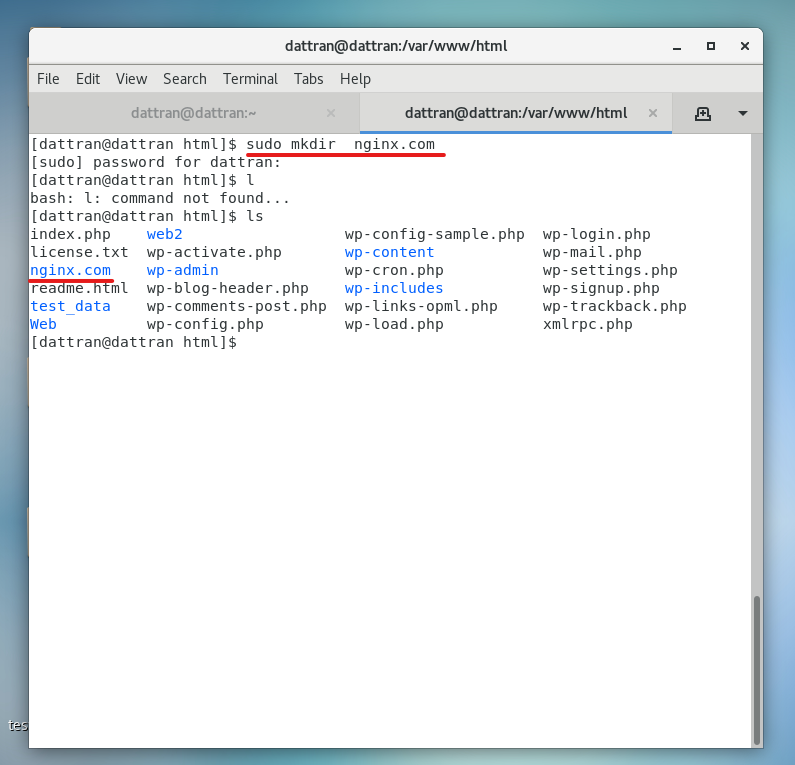 dattran@dattran:/var/www/html
File Edit View Search Terminal Tabs Help
dattran@dattran:~ × dattran@dattran:/var/www/html ×
[dattran@dattran html]$ sudo mkdir  nginx.com
[sudo] password for dattran:
[dattran@dattran html]$ l
bash: l: command not found...
[dattran@dattran html]$ ls
index.php    web2                  wp-config-sample.php  wp-login.php
license.txt  wp-activate.php       wp-content            wp-mail.php
nginx.com    wp-admin              wp-cron.php           wp-settings.php
readme.html  wp-blog-header.php    wp-includes           wp-signup.php
test_data    wp-comments-post.php  wp-links-opml.php     wp-trackback.php
Web          wp-config.php         wp-load.php           xmlrpc.php
[dattran@dattran html]$
tes